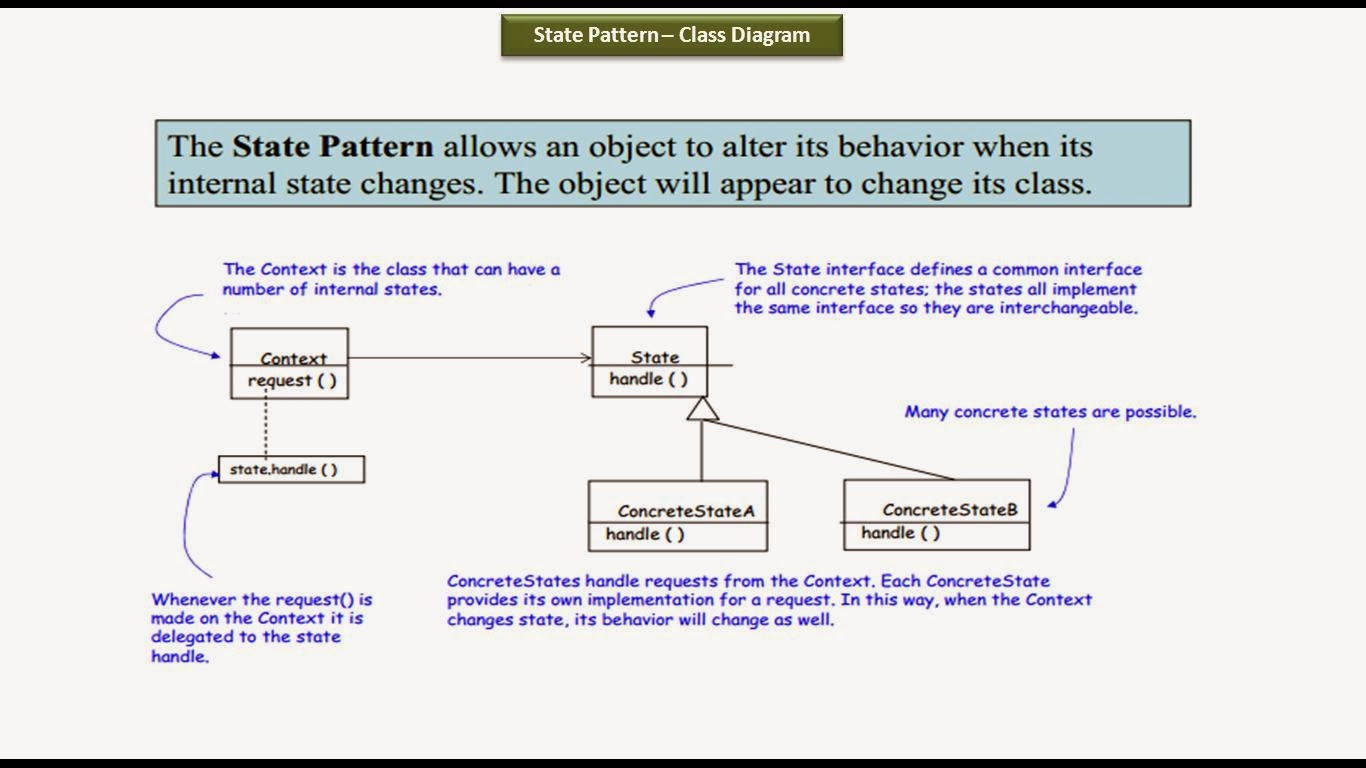 State Pattern – Class Diagram
The State Pattern allows an object to alter its behavior when its
internal state changes. The object will appear to change its class.
The Context is the class that can have a
number of internal states.
The State interface defines a common interface
for all concrete states; the states all implement
the same interface so they are interchangeable.
Context
request ( )
State
handle ( )
Many concrete states are possible.
state.handle ( )
ConcreteStateA
handle ( )
ConcreteStateB
handle ( )
Whenever the request() is
made on the Context it is
delegated to the state
handle.
ConcreteStates handle requests from the Context. Each ConcreteState
provides its own implementation for a request. In this way, when the Context
changes state, its behavior will change as well.